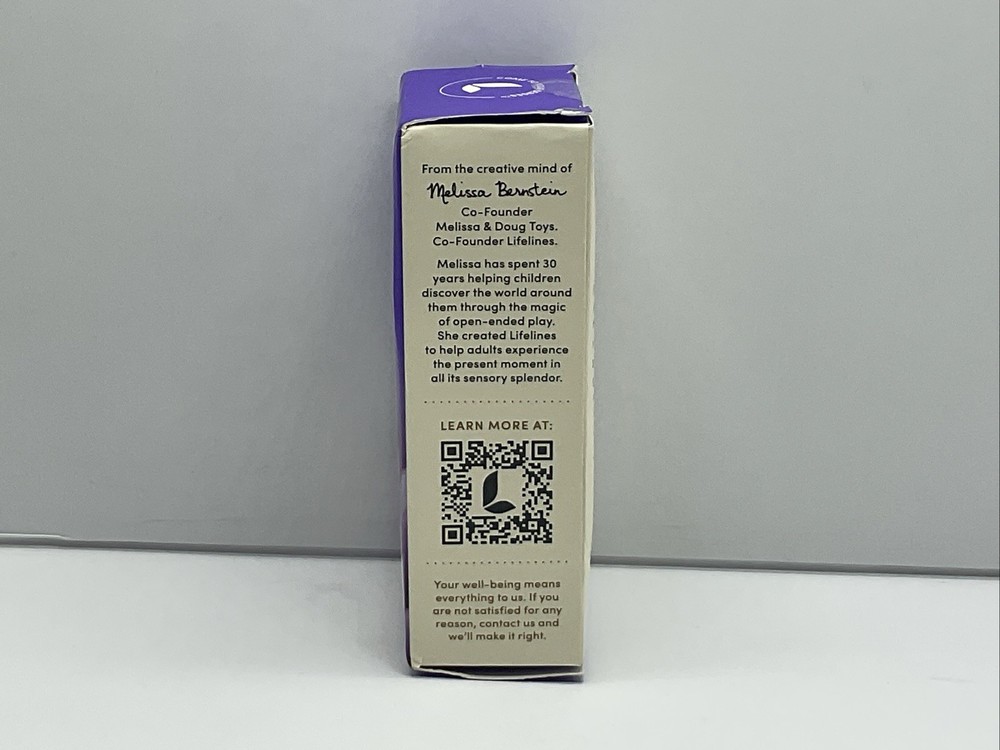 From the creative mind of
Melissa Bernstein
Co-Founder
Melissa & Doug Toys.
Co-Founder Lifelines.
Melissa has spent 30
years helping children
discover the world around
them through the magic
of open-ended play.
She created Lifelines
to help adults experience
the present moment in
all its sensory splendor.
LEARN MORE AT:
Your well-being means
everything to us. If you
are not satisfied for any
reason, contact us and
we'll make it right.